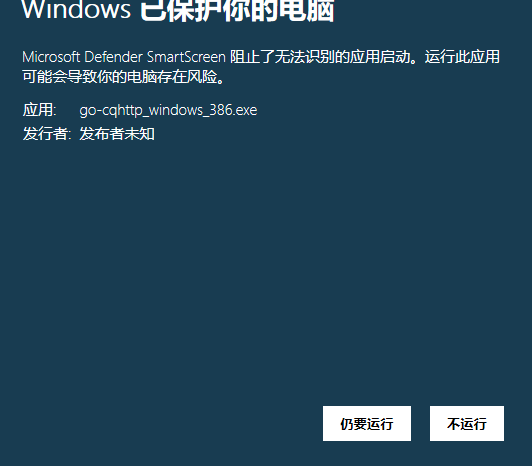 Windows 已保护你的电脑
Microsoft Defender SmartScreen 阻止了无法识别的应用启动。运行此应用
可能会导致你的电脑存在风险。
应用: go-cqhttp_windows_386.exe
发行者: 发布者未知
仍要运行 不运行